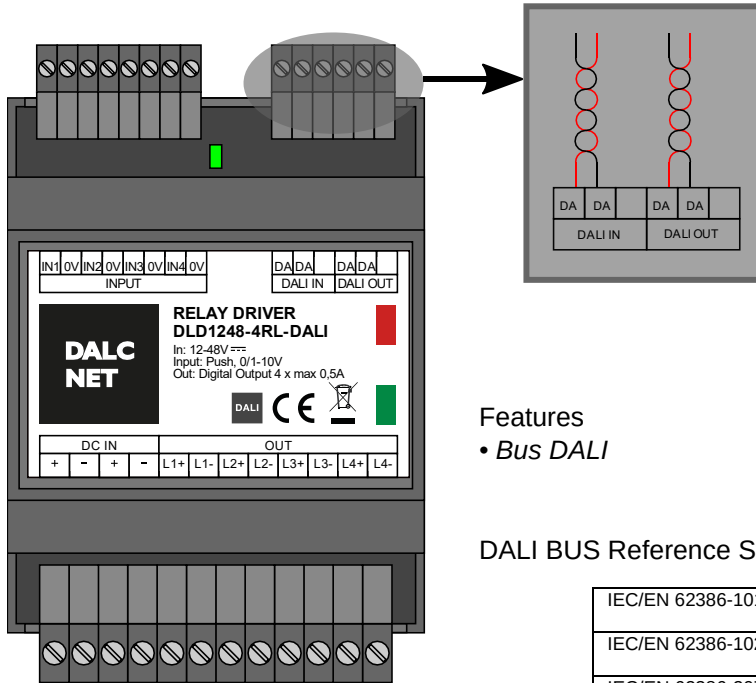 DA DA DA DA
DALI IN DALI OUT
IN1 0V IN2 0V IN3 0V IN4 0V
INPUT
DA DA DA DA
DALI IN DALI OUT
DALC
NET
RELAY DRIVER
DLD1248-4RL-DALI
In: 12-48V
Input: Push, 0/1-10V
Out: Digital Output 4 x max 0,5A
DALI CE
DC IN OUT
+ - + - L1+ L1- L2+ L2- L3+ L3- L4+ L4-
Features
• Bus DALI
DALI BUS Reference S
IEC/EN 62386-10
IEC/EN 62386-10